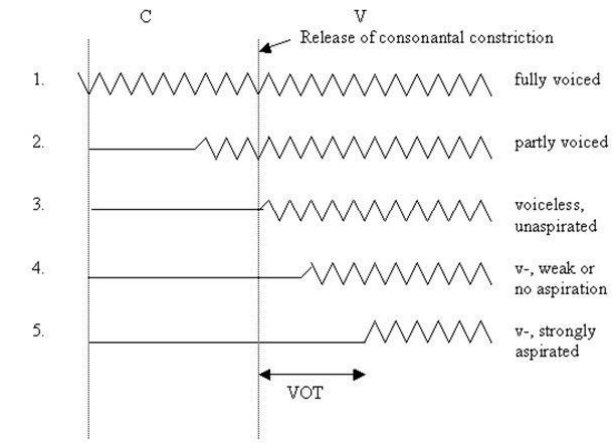 C V
Release of consonantal constriction
1. fully voiced
2. partly voiced
3. voiceless,
unaspirated
4. v-, weak or
no aspiration
5. v-, strongly
aspirated
VOT